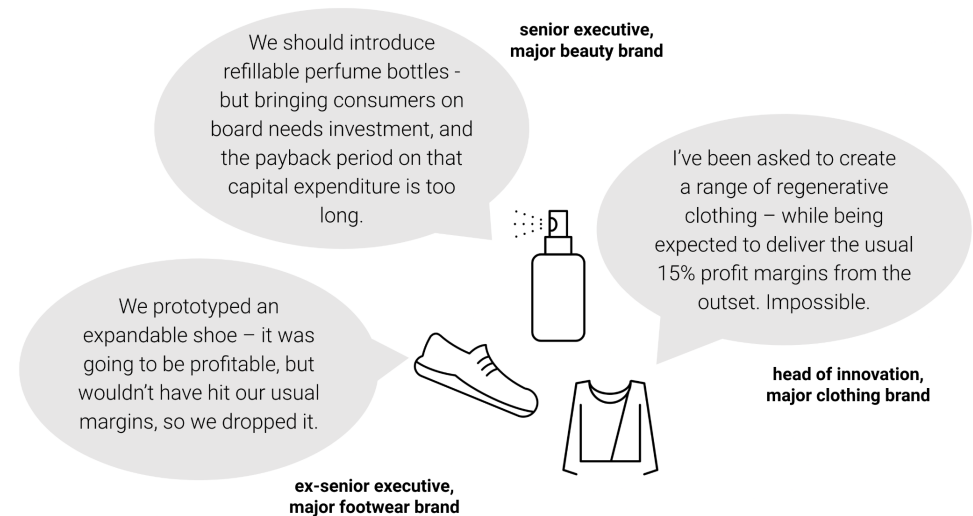 We should introduce
refillable perfume bottles -
but bringing consumers on
board needs investment, and
the payback period on that
capital expenditure is too
long.
senior executive,
major beauty brand
I’ve been asked to create
a range of regenerative
clothing – while being
expected to deliver the usual
15% profit margins from the
outset. Impossible.
head of innovation,
major clothing brand
We prototyped an
expandable shoe – it was
going to be profitable, but
wouldn’t have hit our usual
margins, so we dropped it.
ex-senior executive,
major footwear brand